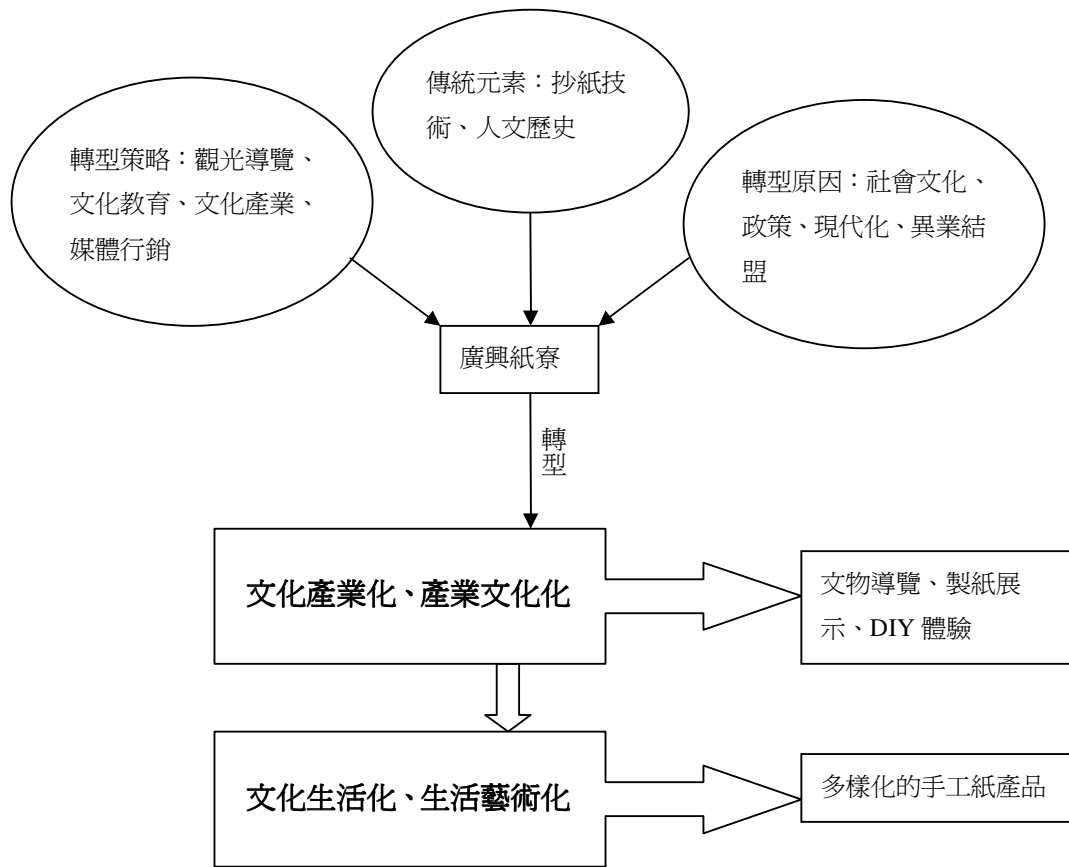 傳統元素：抄紙技
術、人文歷史
轉型策略：觀光導覽、
文化教育、文化產業、
媒體行銷
轉型原因：社會文化、
政策、現代化、異業結
盟
廣興紙寮
轉型
文化產業化、產業文化化
文物導覽、製紙展
示、DIY 體驗
文化生活化、生活藝術化
多樣化的手工紙產品